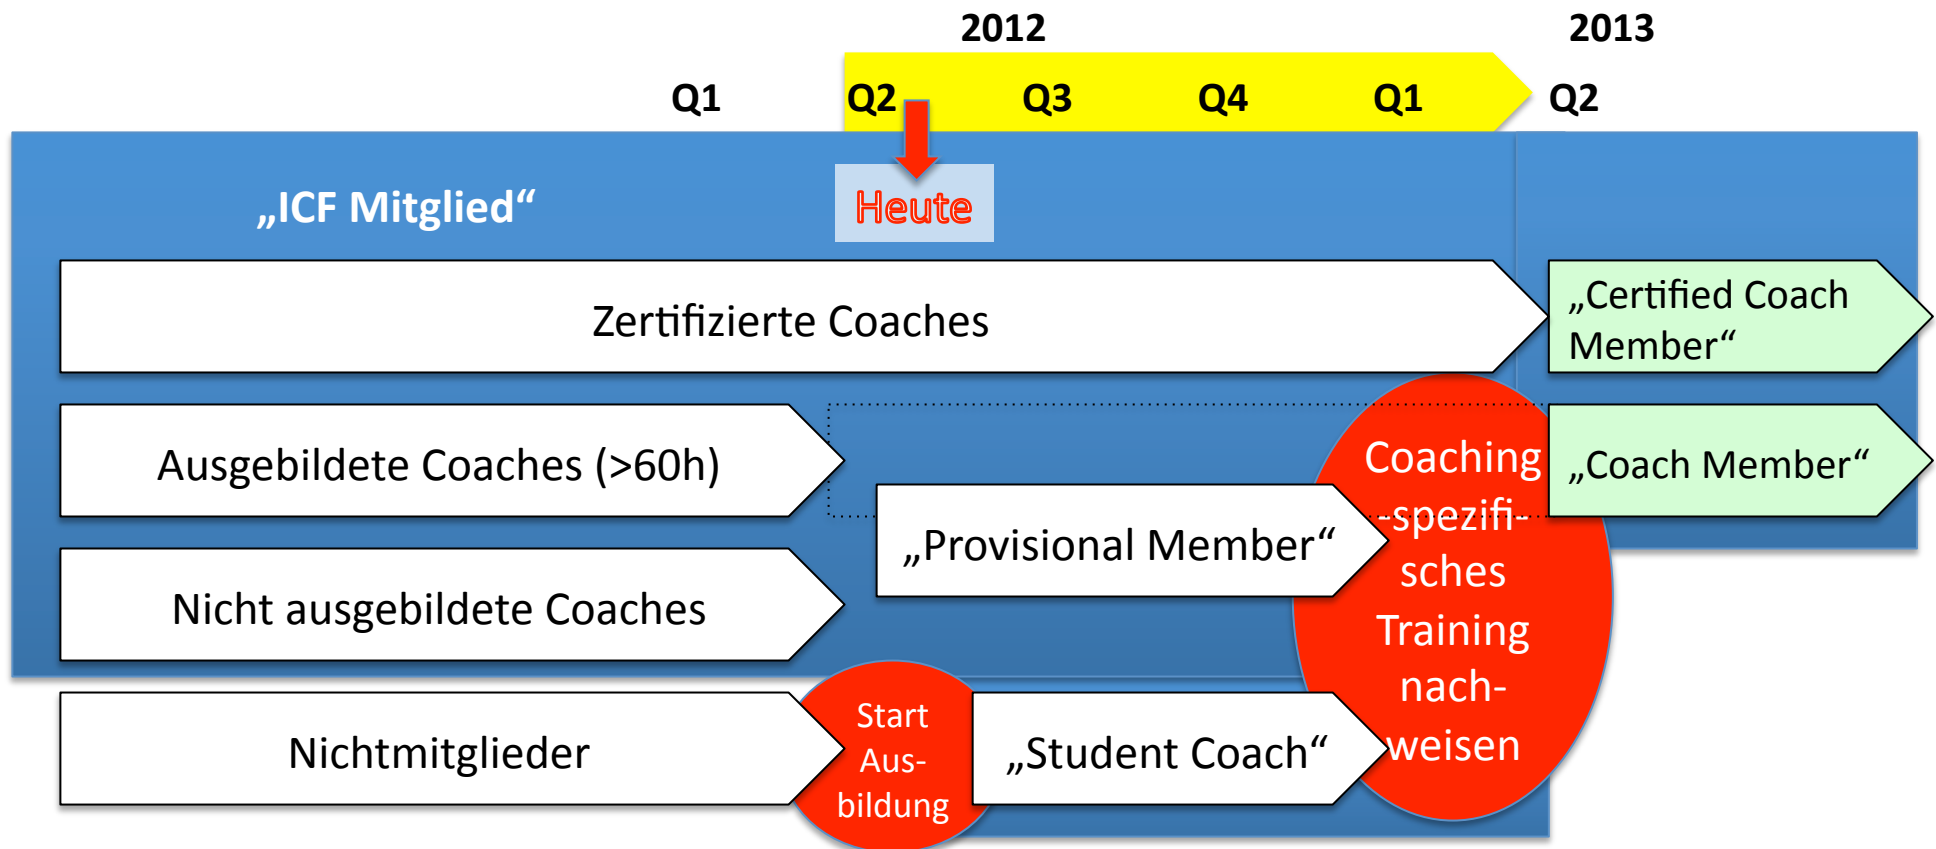 2012
2013
Q1
Q2
Q3
Q4
Q1
Q2
„ICF Mitglied“
Heute
Zertifizierte Coaches
„Certified Coach
Member“
Ausgebildete Coaches (>60h)
„Coach Member“
„Provisional Member“
Coaching
-spezifi-
sches
Training
nach-
weisen
Nicht ausgebildete Coaches
Nichtmitglieder
Start
Aus-
bildung
„Student Coach“